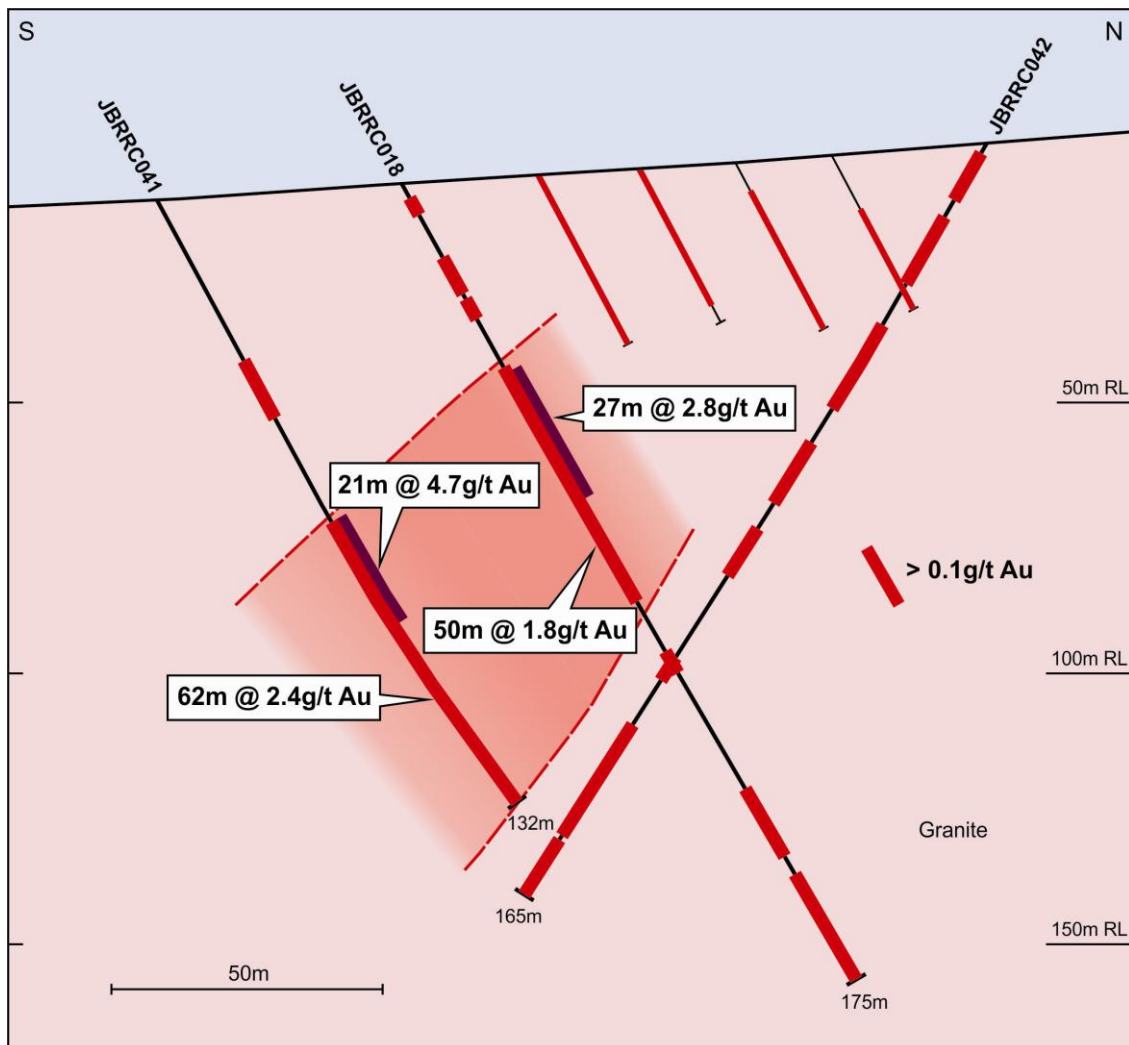 S
N
JBRRC041
JBRRC018
JBRRC042
50m RL
27m @ 2.8g/t Au
21m @ 4.7g/t Au
> 0.1g/t Au
50m @ 1.8g/t Au
100m RL
62m @ 2.4g/t Au
132m
Granite
165m
150m RL
50m
175m